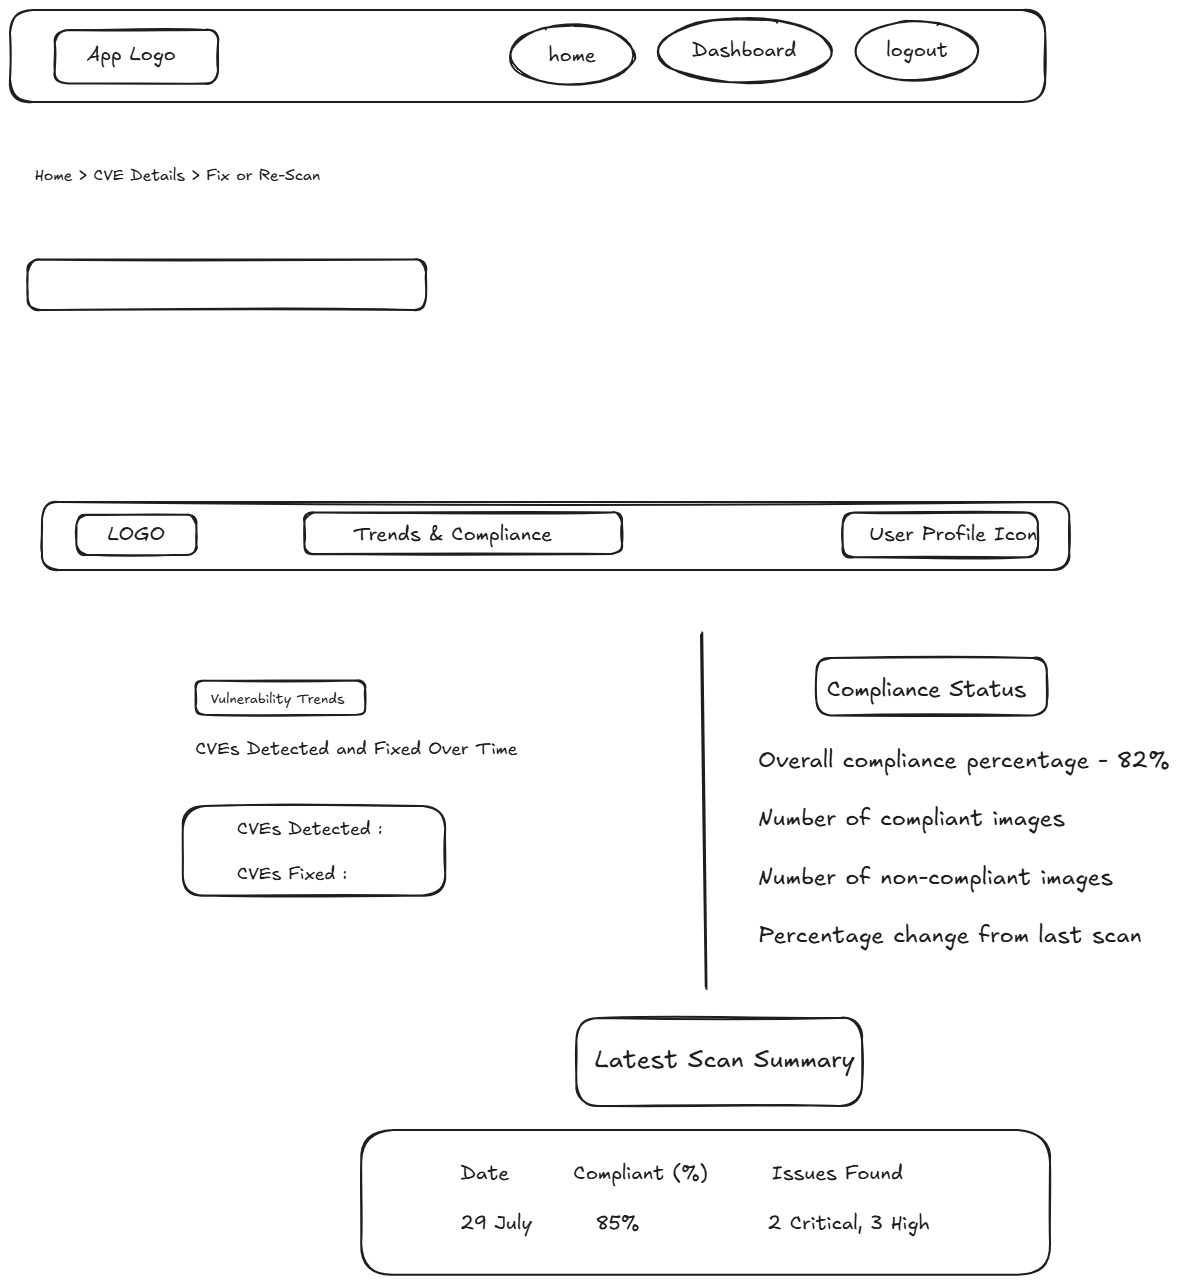 App Logo
home
Dashboard
logout
Home > CVE Details > Fix or Re-Scan
LOGO
Trends & Compliance
User Profile Icon
Vulnerability Trends
CVEs Detected and Fixed Over Time
CVEs Detected :
CVEs Fixed :
Compliance Status
Overall compliance percentage - 82%
Number of compliant images
Number of non-compliant images
Percentage change from last scan
Latest Scan Summary
Date Compliant (%) Issues Found
29 July 85% 2 Critical, 3 High